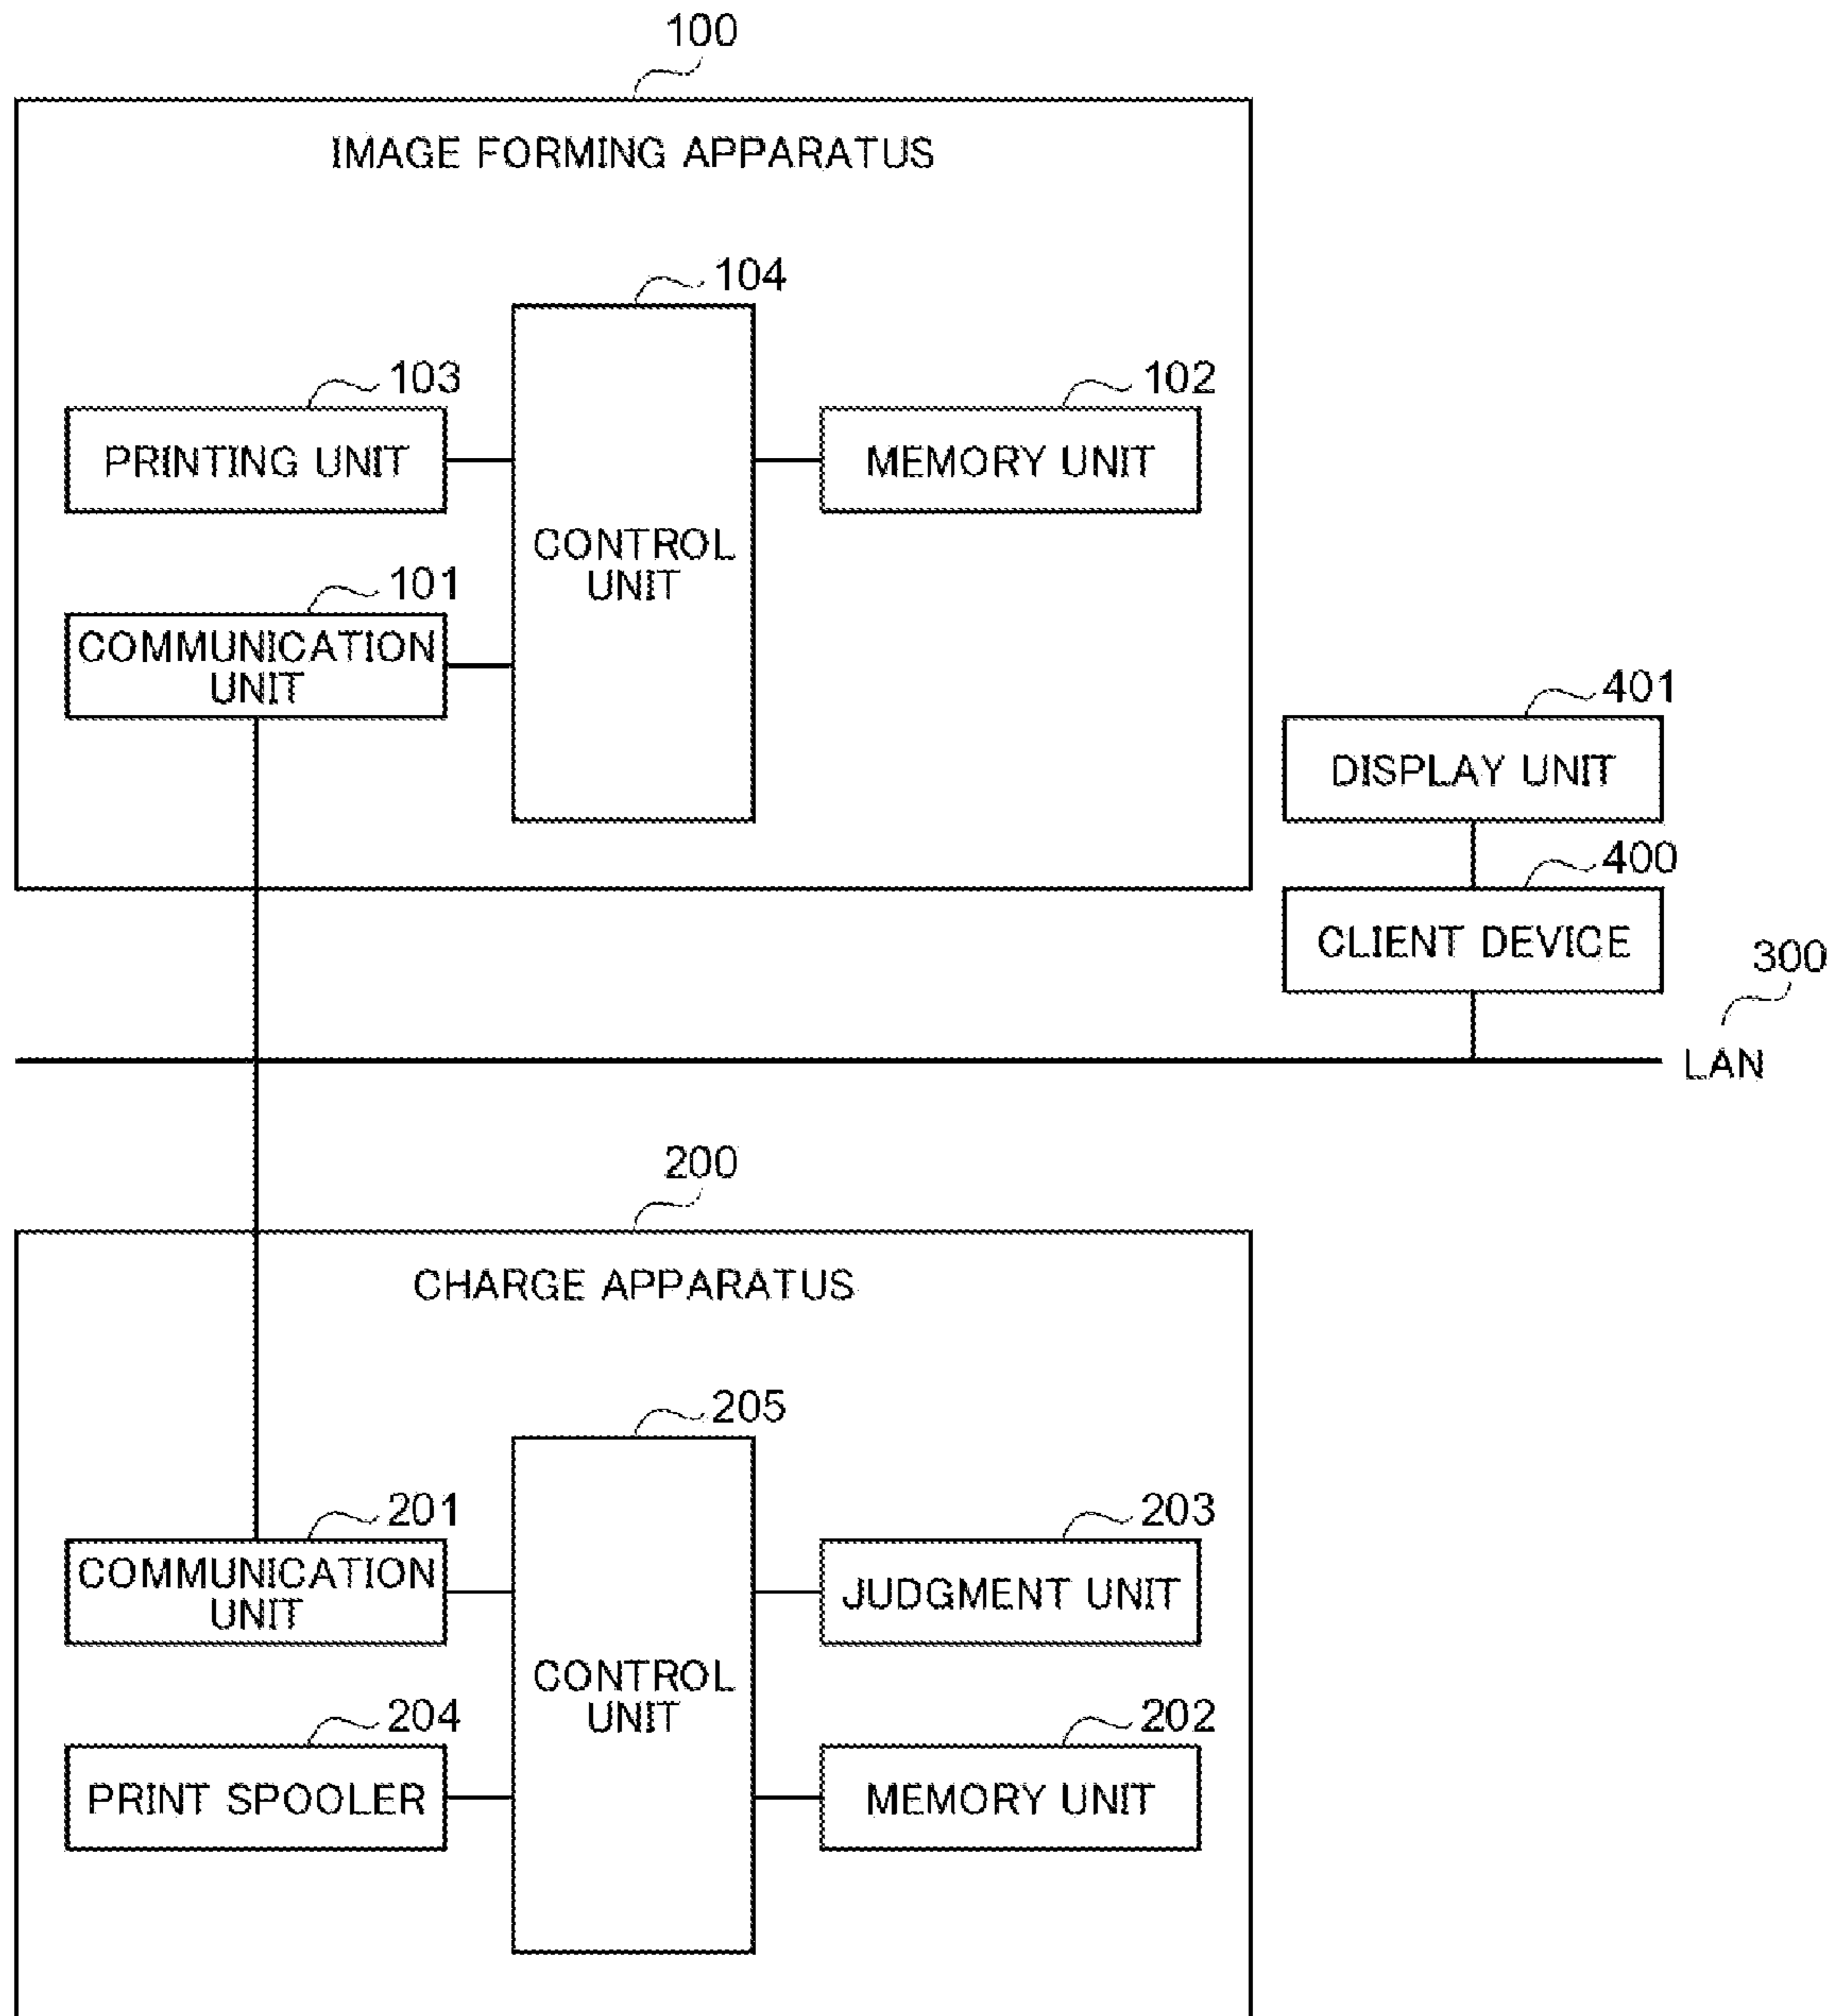 100
IMAGE FORMING APPARATUS
104
103
102
PRINTING UNIT
MEMORY UNIT
CONTROL
UNIT
101
COMMUNICATION
UNIT
401
DISPLAY UNIT
400
CLIENT DEVICE
300
LAN
200
CHARGE APPARATUS
205
201
203
COMMUNICATION
UNIT
JUDGMENT UNIT
CONTROL
UNIT
204
202
PRINT SPOOLER
MEMORY UNIT